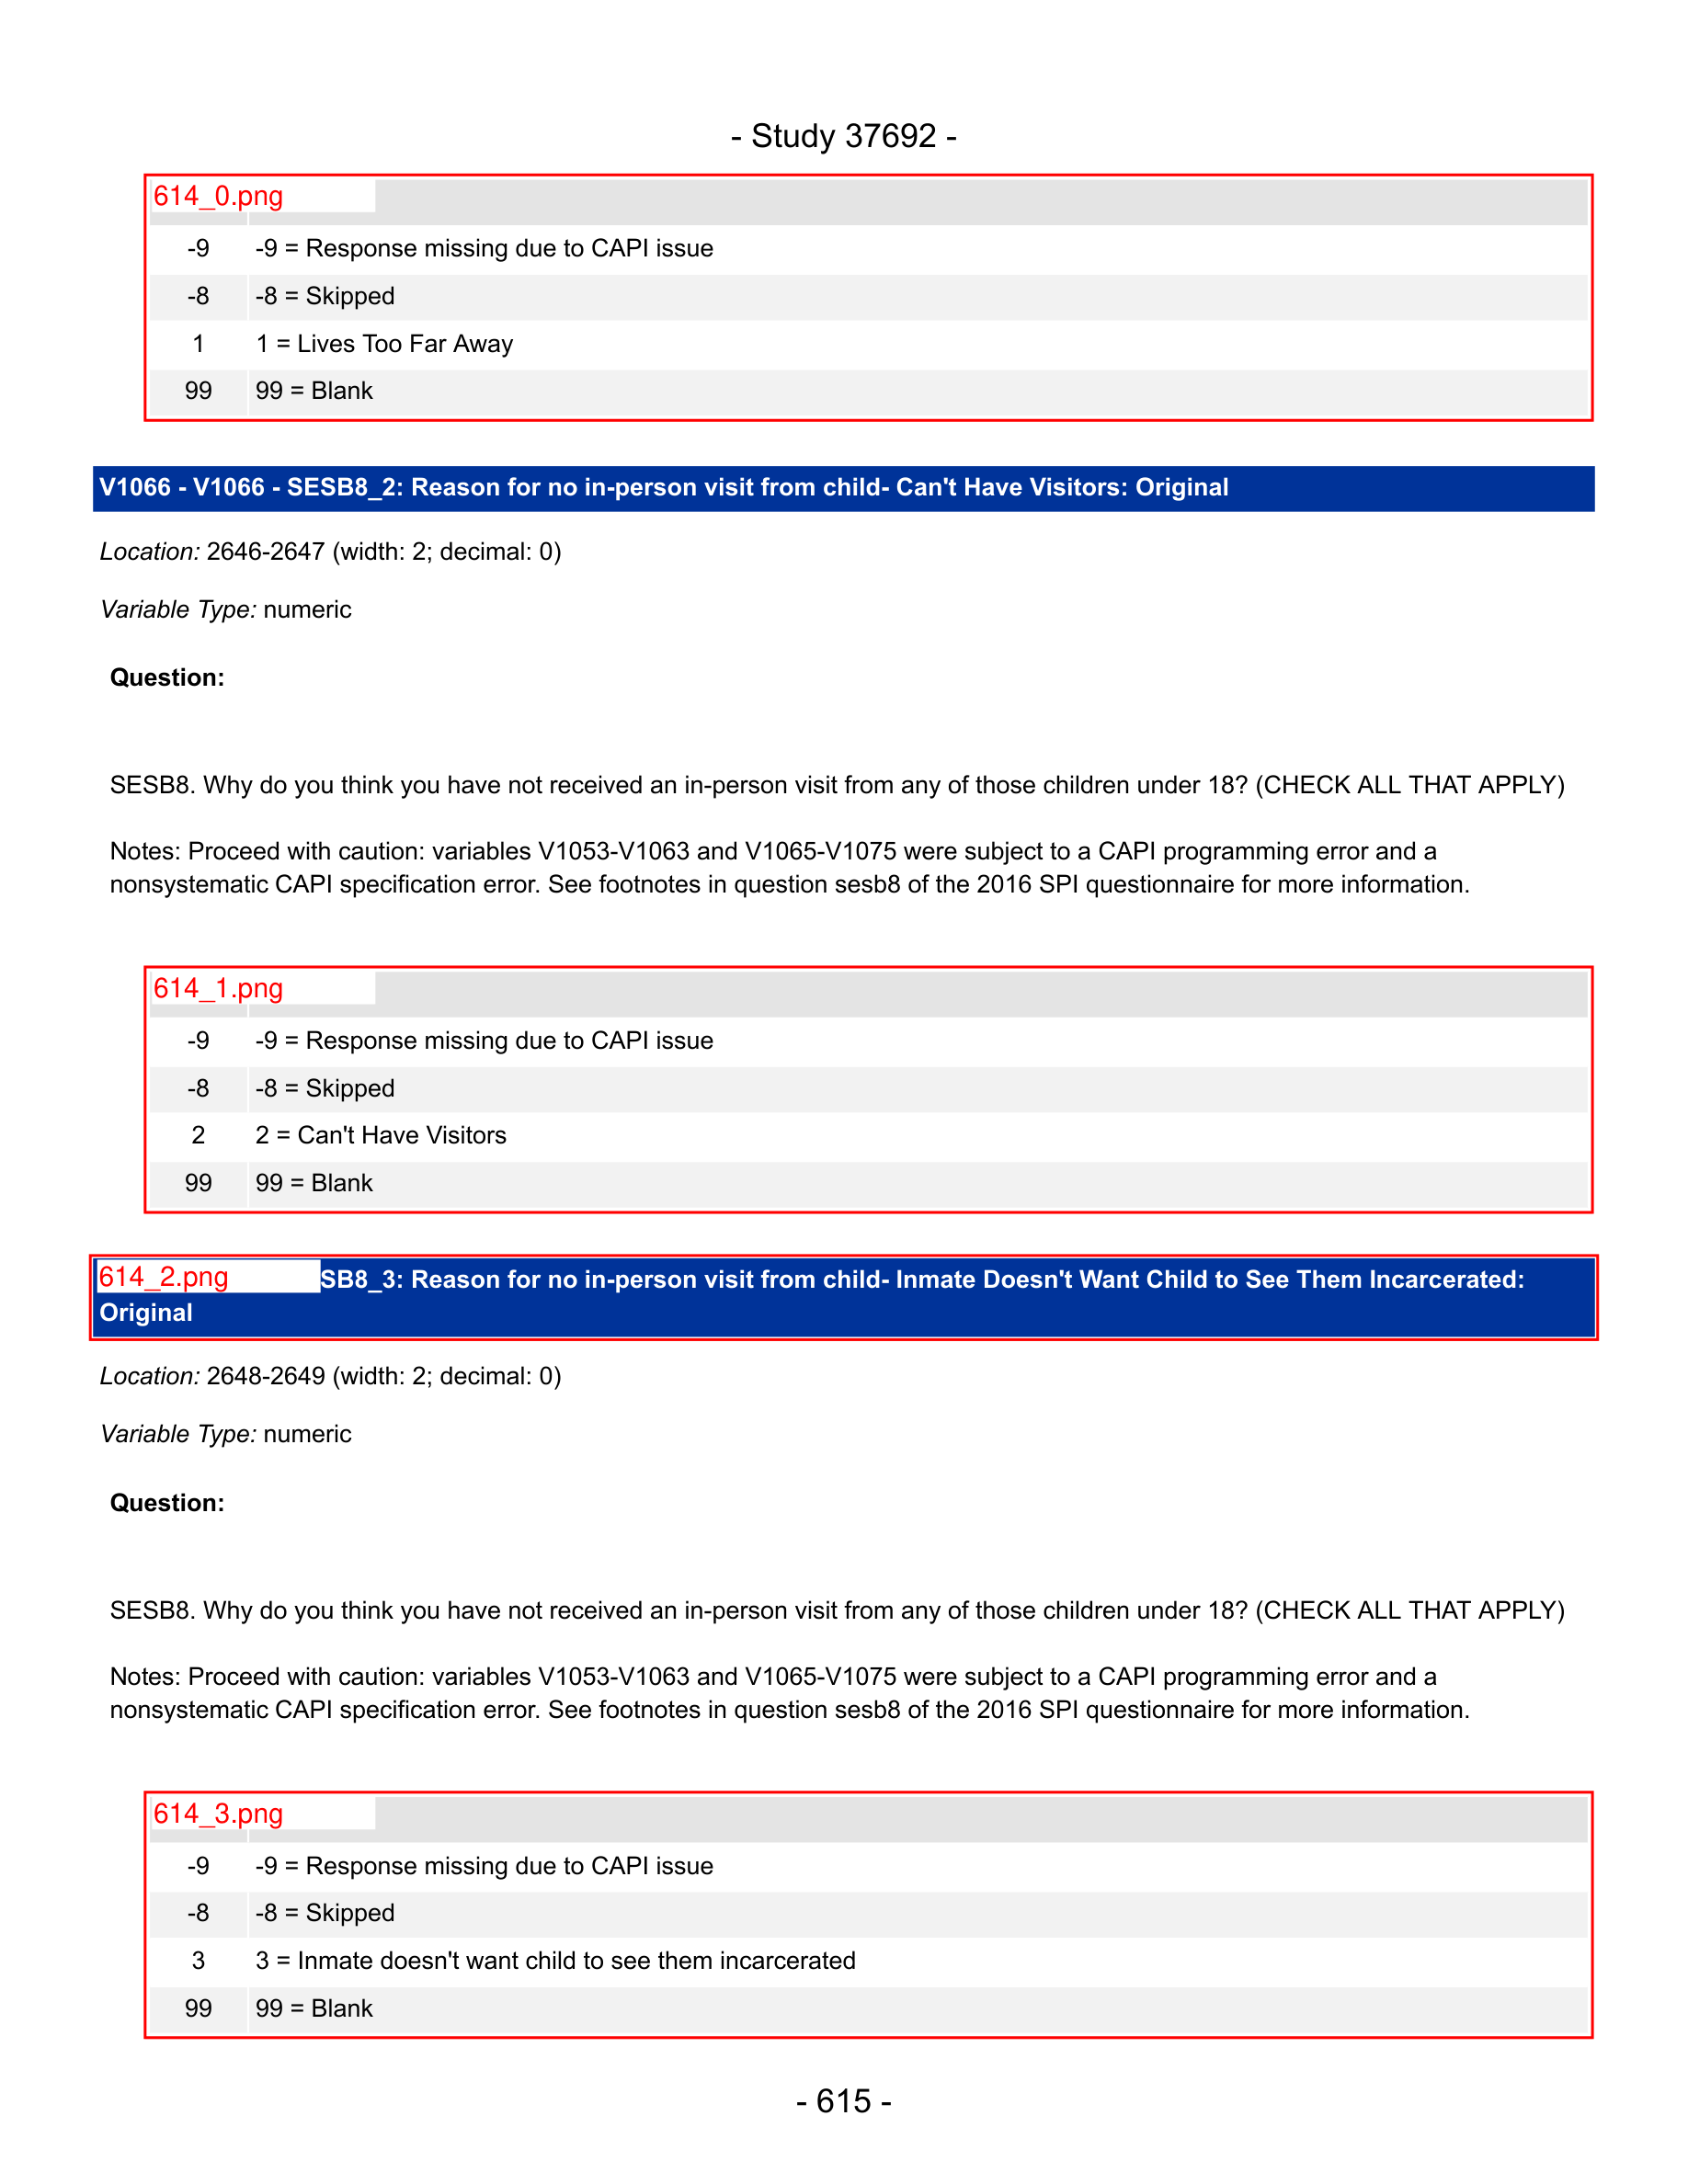 - Study 37692 -
614_0.png
-9 -9 = Response missing due to CAPI issue
-8 -8 = Skipped
1 1 = Lives Too Far Away
99 99 = Blank
V1066 - V1066 - SESB8_2: Reason for no in-person visit from child- Can't Have Visitors: Original
Location: 2646-2647 (width: 2; decimal: 0)
Variable Type: numeric
Question:
SESB8. Why do you think you have not received an in-person visit from any of those children under 18? (CHECK ALL THAT APPLY)
Notes: Proceed with caution: variables V1053-V1063 and V1065-V1075 were subject to a CAPI programming error and a
nonsystematic CAPI specification error. See footnotes in question sesb8 of the 2016 SPI questionnaire for more information.
614_1.png
-9 -9 = Response missing due to CAPI issue
-8 -8 = Skipped
2 2 = Can't Have Visitors
99 99 = Blank
614_2.png SB8_3: Reason for no in-person visit from child- Inmate Doesn't Want Child to See Them Incarcerated:
Original
Location: 2648-2649 (width: 2; decimal: 0)
Variable Type: numeric
Question:
SESB8. Why do you think you have not received an in-person visit from any of those children under 18? (CHECK ALL THAT APPLY)
Notes: Proceed with caution: variables V1053-V1063 and V1065-V1075 were subject to a CAPI programming error and a
nonsystematic CAPI specification error. See footnotes in question sesb8 of the 2016 SPI questionnaire for more information.
614_3.png
-9 -9 = Response missing due to CAPI issue
-8 -8 = Skipped
3 3 = Inmate doesn't want child to see them incarcerated
99 99 = Blank
- 615 -